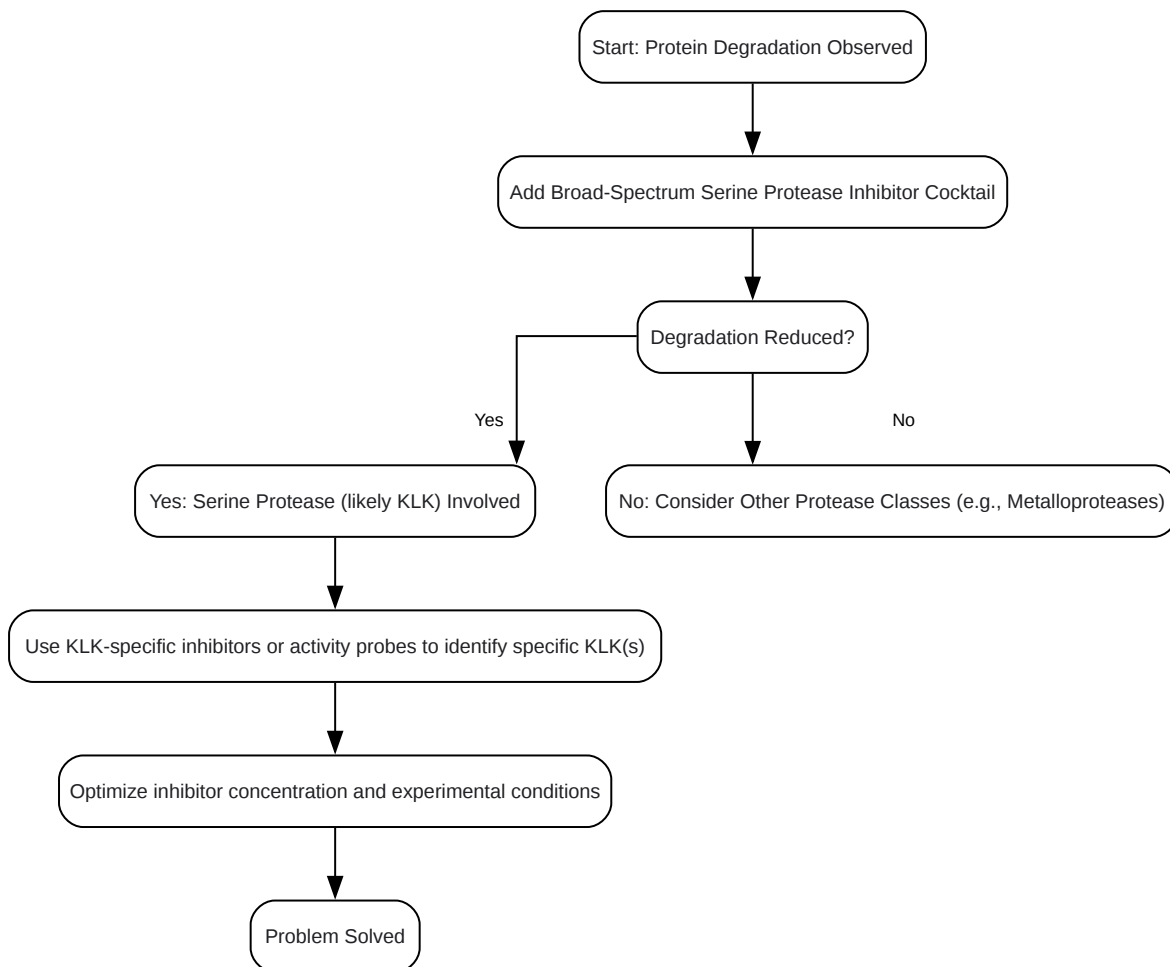 Start: Protein Degradation Observed
Add Broad-Spectrum Serine Protease Inhibitor Cocktail
Degradation Reduced?
Yes
No
Yes: Serine Protease (likely KLK) Involved
No: Consider Other Protease Classes (e.g., Metalloproteases)
Use KLK-specific inhibitors or activity probes to identify specific KLK(s)
Optimize inhibitor concentration and experimental conditions
Problem Solved